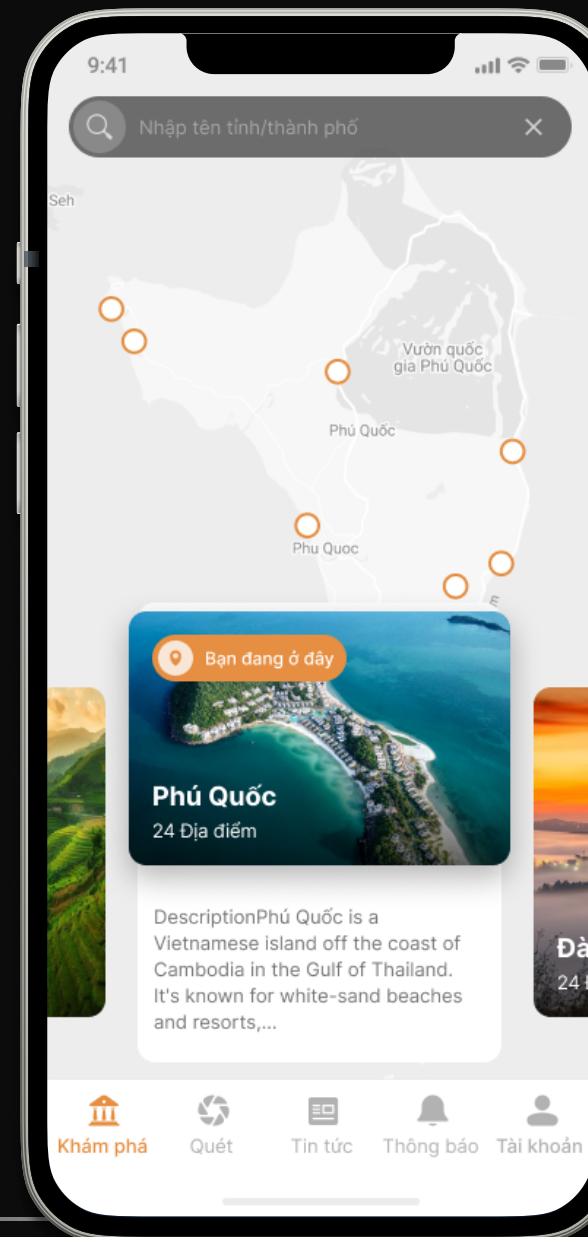 9:41
Nhập tên tỉnh/thành phố
Seh
Vườn quốc
gia Phú Quốc
Phú Quốc
Phu Quoc
E
Bạn đang ở đây
Phú Quốc
24 Địa điểm
DescriptionPhú Quốc is a
Vietnamese island off the coast of
Cambodia in the Gulf of Thailand.
It's known for white-sand beaches
and resorts,...
Đà
24
Khám phá
Quét
Tin tức
Thông báo
Tài khoản